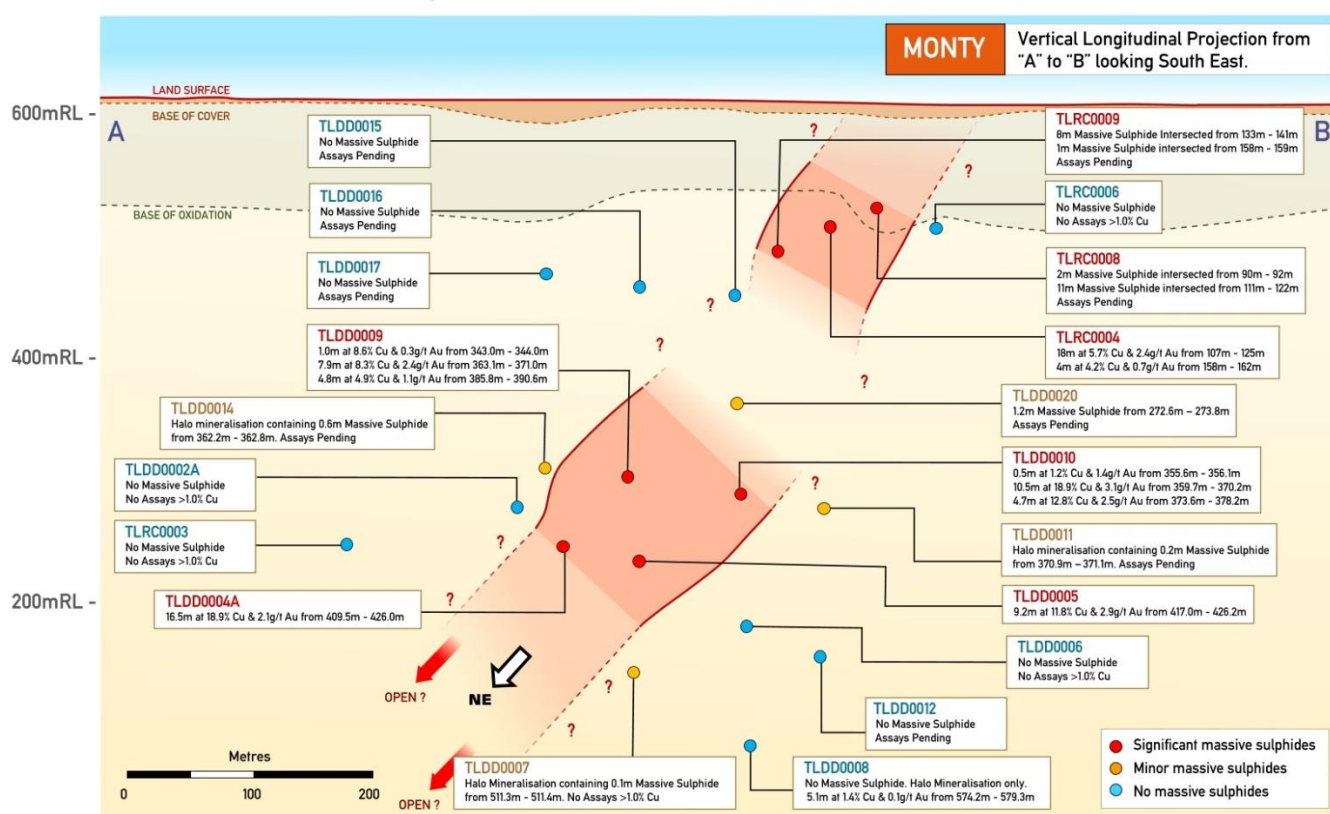 MONTY
Vertical Longitudinal Projection from
"A" to "B" looking South East.
LAND SURFACE
BASE OF COVER
600mRL -
A
B
BASE OF OXIDATION
400mRL -
200mRL -
TLDD0015
No Massive Sulphide
Assays Pending
TLDD0016
No Massive Sulphide
Assays Pending
TLDD0017
No Massive Sulphide
Assays Pending
TLDD0009
1.0m at 8.6% Cu & 0.3g/t Au from 343.0m - 344.0m
7.9m at 8.3% Cu & 2.4g/t Au from 363.1m - 371.0m
4.8m at 4.9% Cu & 1.1g/t Au from 385.8m - 390.6m
TLDD0014
Halo mineralisation containing 0.6m Massive Sulphide
from 362.2m - 362.8m. Assays Pending
TLDD0002A
No Massive Sulphide
No Assays >1.0% Cu
TLRC0003
No Massive Sulphide
No Assays >1.0% Cu
TLDD0004A
16.5m at 18.9% Cu & 2.1g/t Au from 409.5m - 426.0m
TLRC0009
8m Massive Sulphide Intersected from 133m - 141m
1m Massive Sulphide intersected from 158m - 159m
Assays Pending
TLRC0006
No Massive Sulphide
No Assays >1.0% Cu
TLRC0008
2m Massive Sulphide intersected from 90m - 92m
11m Massive Sulphide intersected from 111m - 122m
Assays Pending
TLRC0004
18m at 5.7% Cu & 2.4g/t Au from 107m - 125m
4m at 4.2% Cu & 0.7g/t Au from 158m - 162m
TLDD0020
1.2m Massive Sulphide from 272.6m – 273.8m
Assays Pending
TLDD0010
0.5m at 1.2% Cu & 1.4g/t Au from 355.6m - 356.1m
10.5m at 18.9% Cu & 3.1g/t Au from 359.7m - 370.2m
4.7m at 12.8% Cu & 2.5g/t Au from 373.6m - 378.2m
TLDD0011
Halo mineralisation containing 0.2m Massive Sulphide
from 370.9m – 371.1m. Assays Pending
TLDD0005
9.2m at 11.8% Cu & 2.9g/t Au from 417.0m - 426.2m
TLDD0006
No Massive Sulphide
No Assays >1.0% Cu
TLDD0012
No Massive Sulphide
Assays Pending
TLDD0007
Halo Mineralisation containing 0.1m Massive Sulphide
from 511.3m - 511.4m. No Assays >1.0% Cu
TLDD0008
No Massive Sulphide. Halo Mineralisation only.
5.1m at 1.4% Cu & 0.1g/t Au from 574.2m - 579.3m
?
?
?
?
?
?
?
?
?
?
?
?
OPEN ?
NE
OPEN ?
Metres
0 100 200
Significant massive sulphides
Minor massive sulphides
No massive sulphides